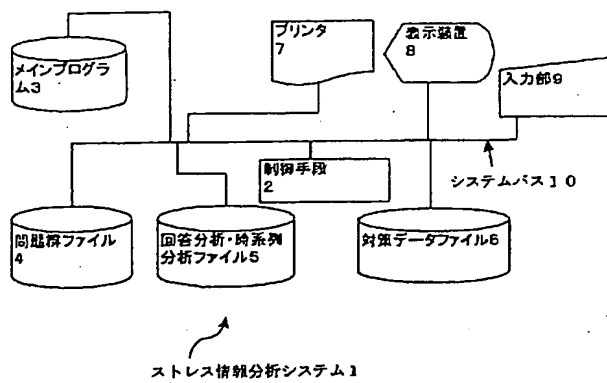 プリンタ
7
表示装置
8
メインプログラ
ム3
入力部9
制御手段
2
システムバス10
問題群ファイル
4
回答分析・時系列
分析ファイル5
対策データファイル6
ストレス情報分析システム1